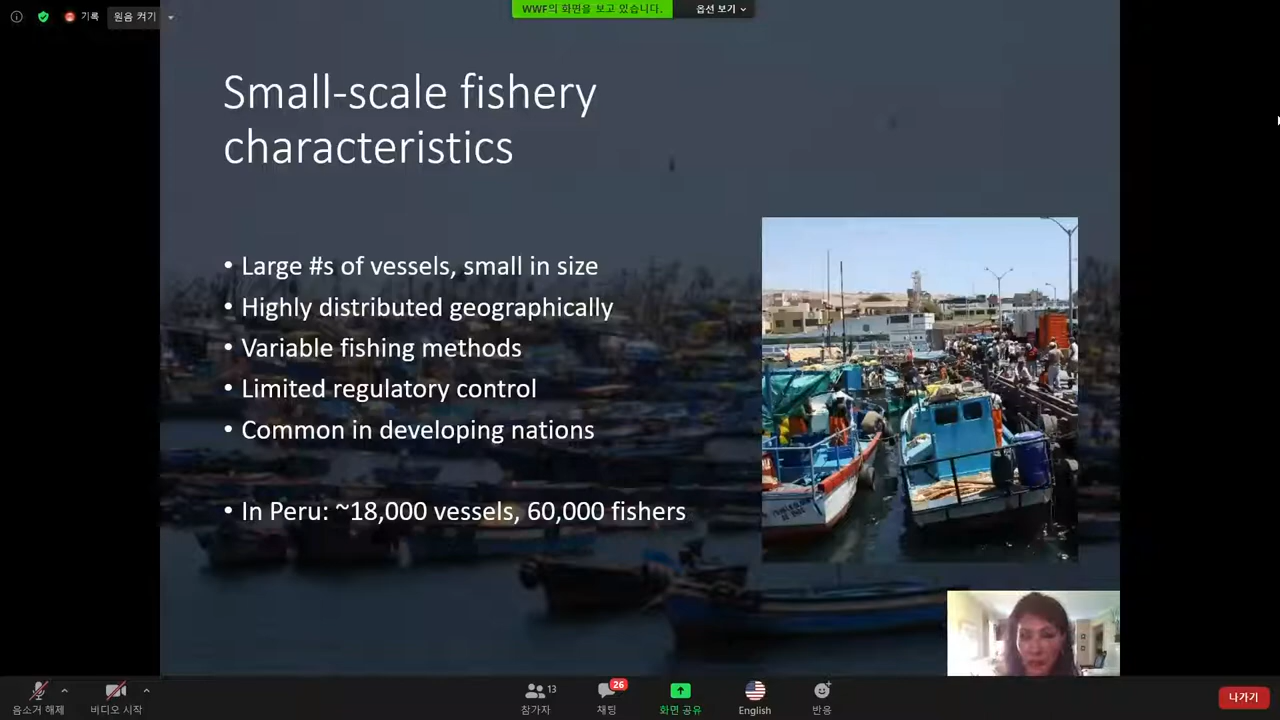 기록
원음 켜기
WWF의 화면을 보고 있습니다.
옵션 보기
Small-scale fishery
characteristics
• Large #s of vessels, small in size
• Highly distributed geographically
• Variable fishing methods
• Limited regulatory control
• Common in developing nations
• In Peru: ~18,000 vessels, 60,000 fishers
음소거 해제
비디오 시작
13
참가자
26
채팅
화면 공유
English
반응
나가기